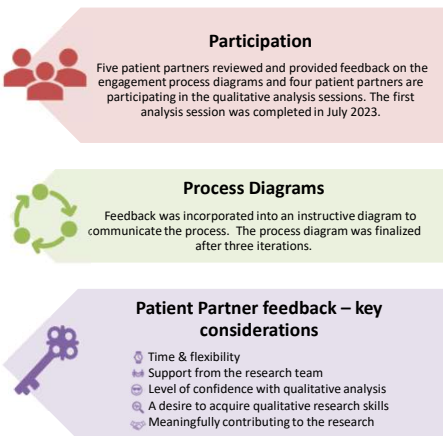 Participation
Five patient partners reviewed and provided feedback on the
engagement process diagrams and four patient partners are
participating in the qualitative analysis sessions. The first
analysis session was completed in July 2023.
Process Diagrams
Feedback was incorporated into an instructive diagram to
communicate the process. The process diagram was finalized
after three iterations.
Patient Partner feedback – key
considerations
Time & flexibility
Support from the research team
Level of confidence with qualitative analysis
A desire to acquire qualitative research skills
Meaningfully contributing to the research